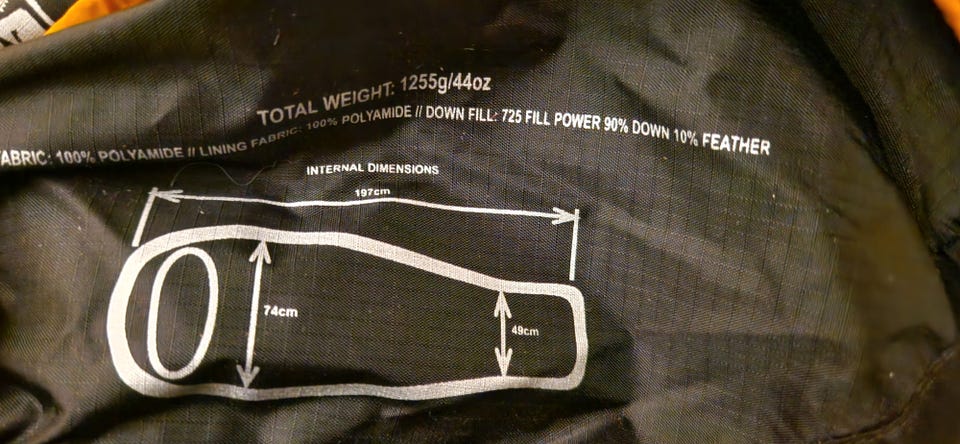 TOTAL WEIGHT: 1255g/44oz
FABRIC: 100% POLYAMIDE // LINING FABRIC: 100% POLYAMIDE // DOWN FILL: 725 FILL POWER 90% DOWN 10% FEATHER
INTERNAL DIMENSIONS
197cm
74cm
49cm